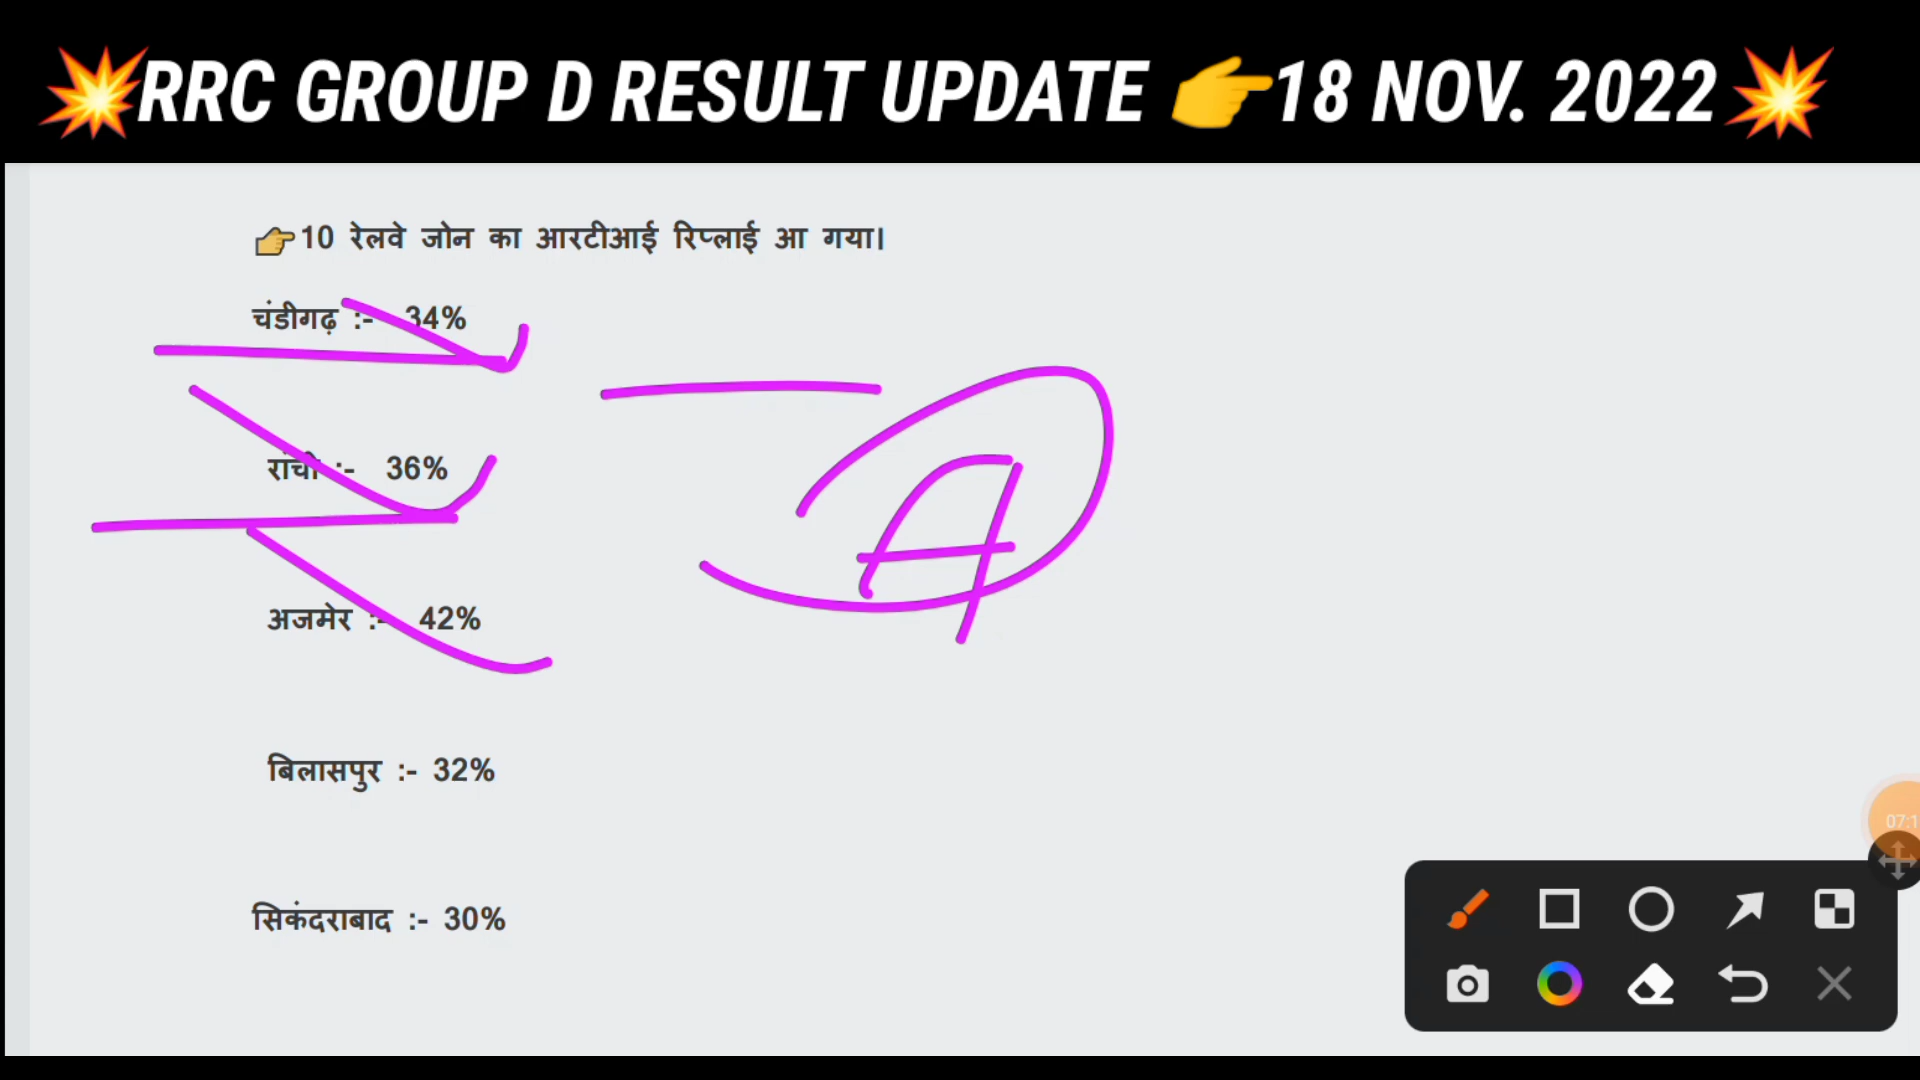 💥RRC GROUP D RESULT UPDATE 👉18 NOV. 2022💥
👉10 रेलवे जोन का आरटीआई रिप्लाई आ गया।
चंडीगढ़ :- 34%
रांची :- 36%
A
अजमेर :- 42%
बिलासपुर :- 32%
सिकंदराबाद :- 30%